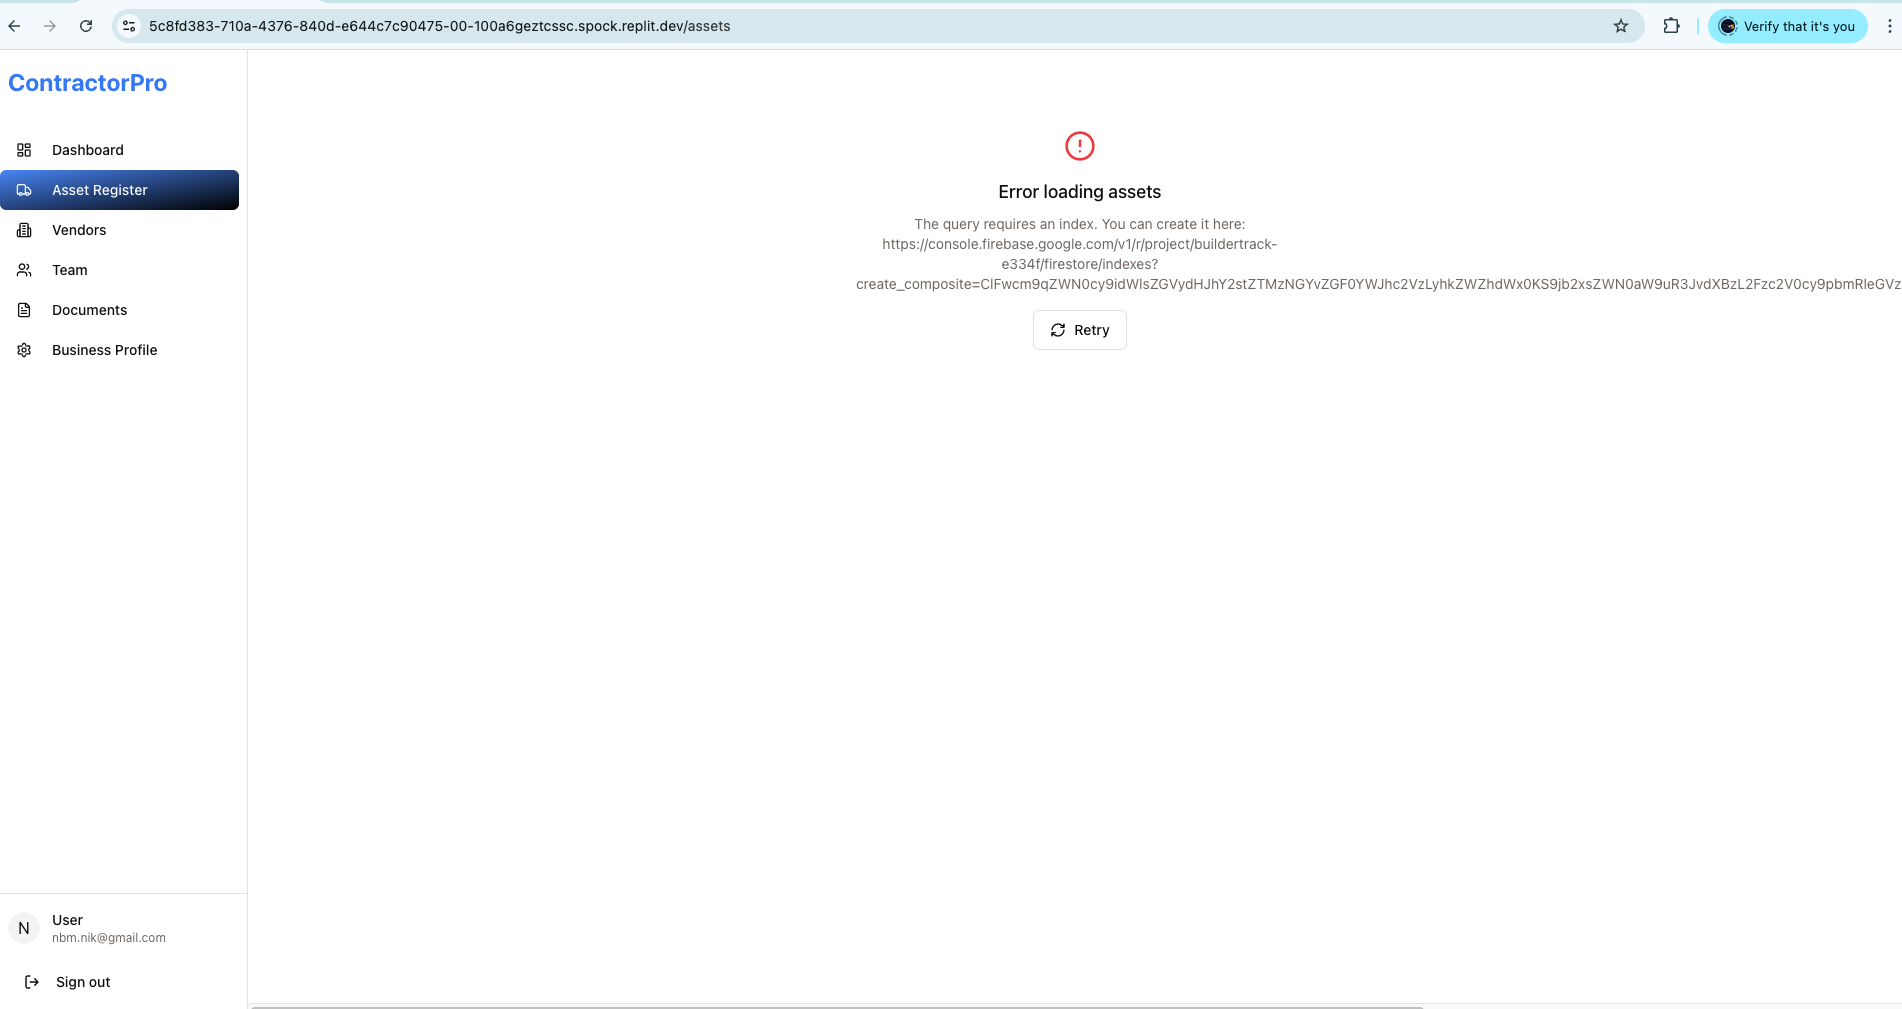 5c8fd383-710a-4376-840d-e644c7c90475-00-100a6geztcssc.spock.replit.dev/assets
Verify that it's you
ContractorPro
Dashboard
Asset Register
Vendors
Team
Documents
Business Profile
Error loading assets
The query requires an index. You can create it here:
https://console.firebase.google.com/v1/r/project/buildertrack-
e334f/firestore/indexes?
create_composite=ClFwcm9qZWN0cy9idWlsZGVydHJhY2stZTMzNGYvZGF0YWJhc2VzLyhkZWZhdWx0KS9jb2xsZWN0aW9uR3JvdXBzL2Fzc2V0cy9pbmRleGVz
Retry
N
User
nbm.nik@gmail.com
Sign out